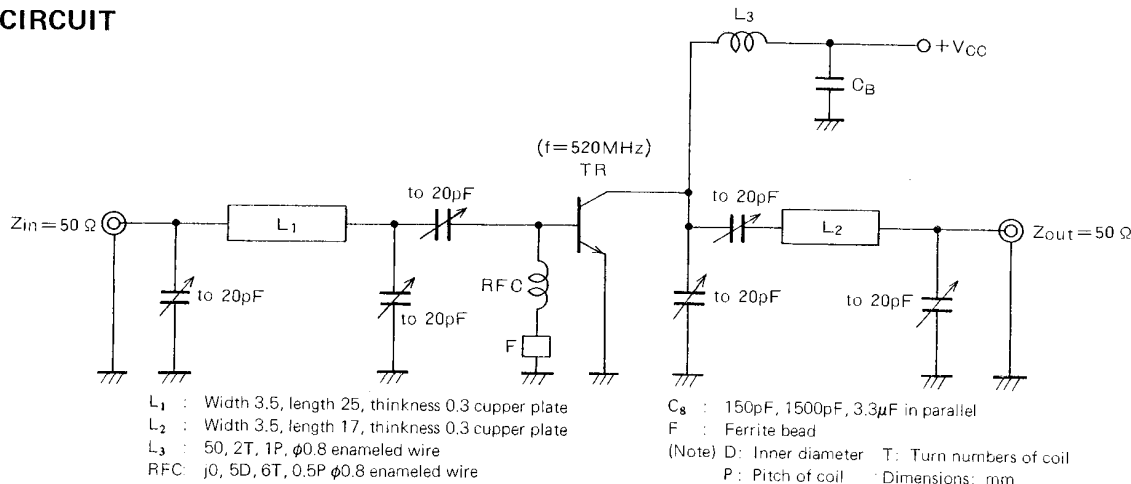 CIRCUIT
L3
+VCC
CB
(f=520MHz)
TR
to 20pF
to 20pF
Zin=50 Ω
L1
L2
Zout=50 Ω
RFC
to 20pF
to 20pF
to 20pF
to 20pF
F
L1 : Width 3.5, length 25, thinkness 0.3 cupper plate
L2 : Width 3.5, length 17, thinkness 0.3 cupper plate
L3 : 50, 2T, 1P, φ0.8 enameled wire
RFC: j0, 5D, 6T, 0.5P φ0.8 enameled wire
C8 : 150pF, 1500pF, 3.3μF in parallel
F : Ferrite bead
(Note) D: Inner diameter T: Turn numbers of coil
P: Pitch of coil Dimensions: mm